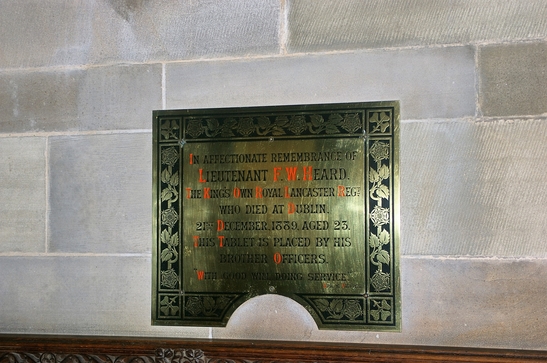 IN AFFECTIONATE REMEMBRANCE OF
LIEUTENANT F. W. HEARD.
THE KING'S OWN ROYAL LANCASTER REGT
WHO DIED AT DUBLIN,
21ST DECEMBER, 1889, AGED 23.
THIS TABLET IS PLACED BY HIS
BROTHER OFFICERS.
"WITH GOOD WILL DOING SERVICE."